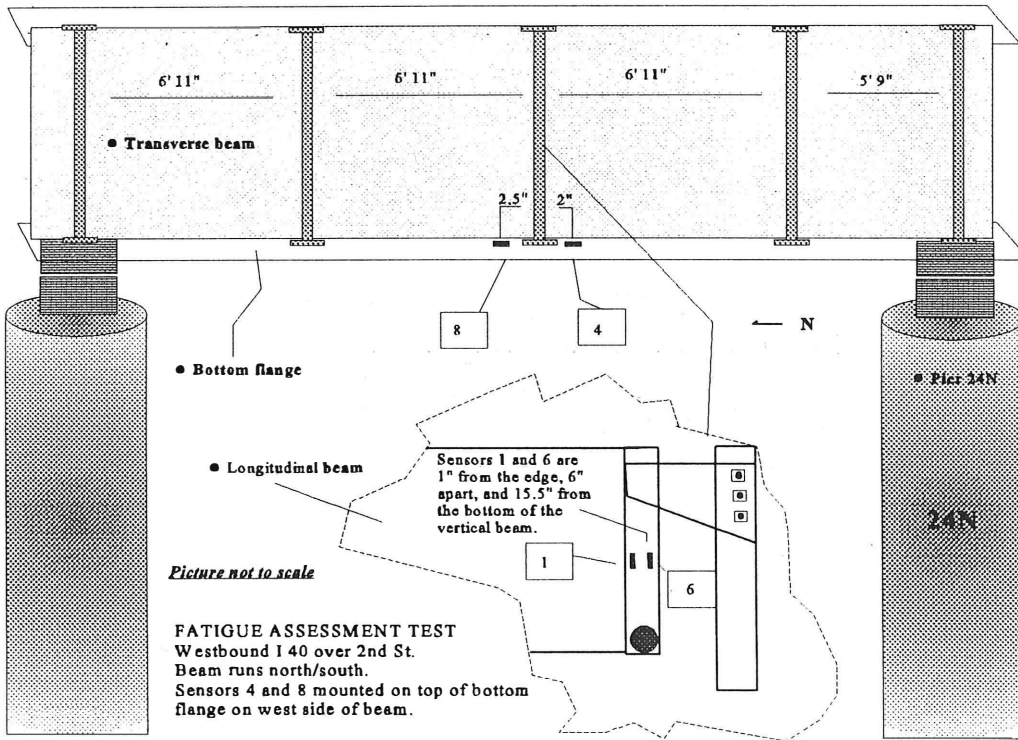 6' 11"
6' 11"
6' 11"
5' 9"
● Transverse beam
2.5"
2"
8
4
← N
● Bottom flange
● Pier 24N
● Longitudinal beam
Sensors 1 and 6 are
1" from the edge, 6"
apart, and 15.5" from
the bottom of the
vertical beam.
24N
1
6
Picture not to scale
FATIGUE ASSESSMENT TEST
Westbound I 40 over 2nd St.
Beam runs north/south.
Sensors 4 and 8 mounted on top of bottom
flange on west side of beam.